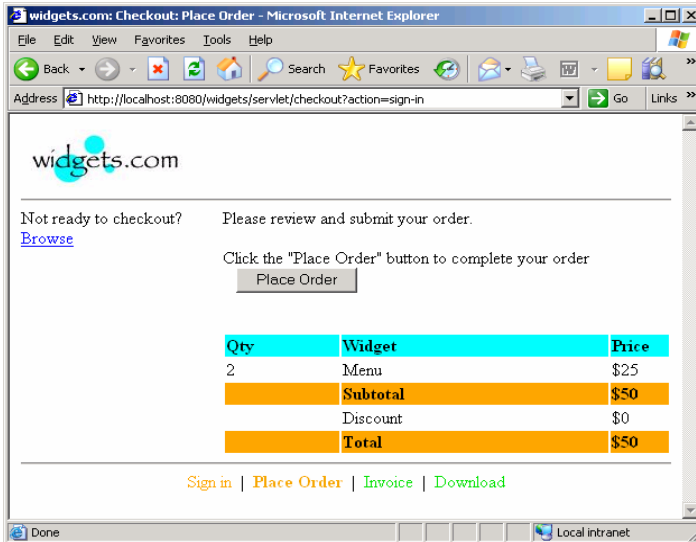 widgets.com: Checkout: Place Order - Microsoft Internet Explorer
File Edit View Favorites Tools Help
Back Search Favorites
Address http://localhost:8080/widgets/servlet/checkout?action=sign-in Go Links »
widgets.com
Not ready to checkout?
Browse
Please review and submit your order.
Click the "Place Order" button to complete your order
Place Order
Qty Widget Price
2 Menu $25
Subtotal $50
Discount $0
Total $50
Sign in | Place Order | Invoice | Download
Done Local intranet